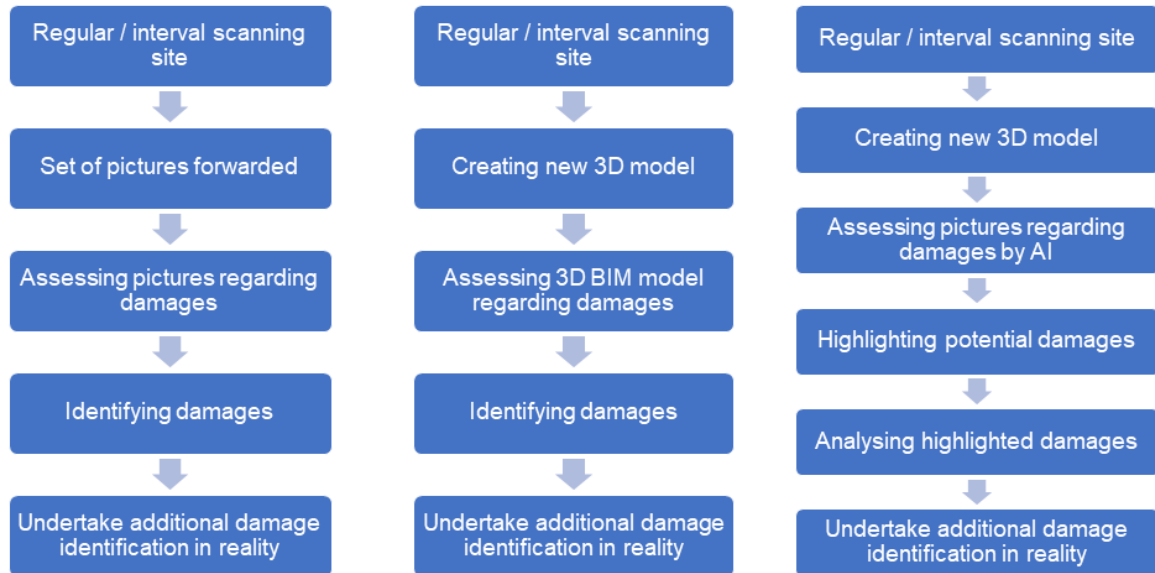 Regular / interval scanning
site
Set of pictures forwarded
Assessing pictures regarding
damages
Identifying damages
Undertake additional damage
identification in reality
Regular / interval scanning
site
Creating new 3D model
Assessing 3D BIM model
regarding damages
Identifying damages
Undertake additional damage
identification in reality
Regular / interval scanning site
Creating new 3D model
Assessing pictures regarding
damages by AI
Highlighting potential damages
Analysing highlighted damages
Undertake additional damage
identification in reality